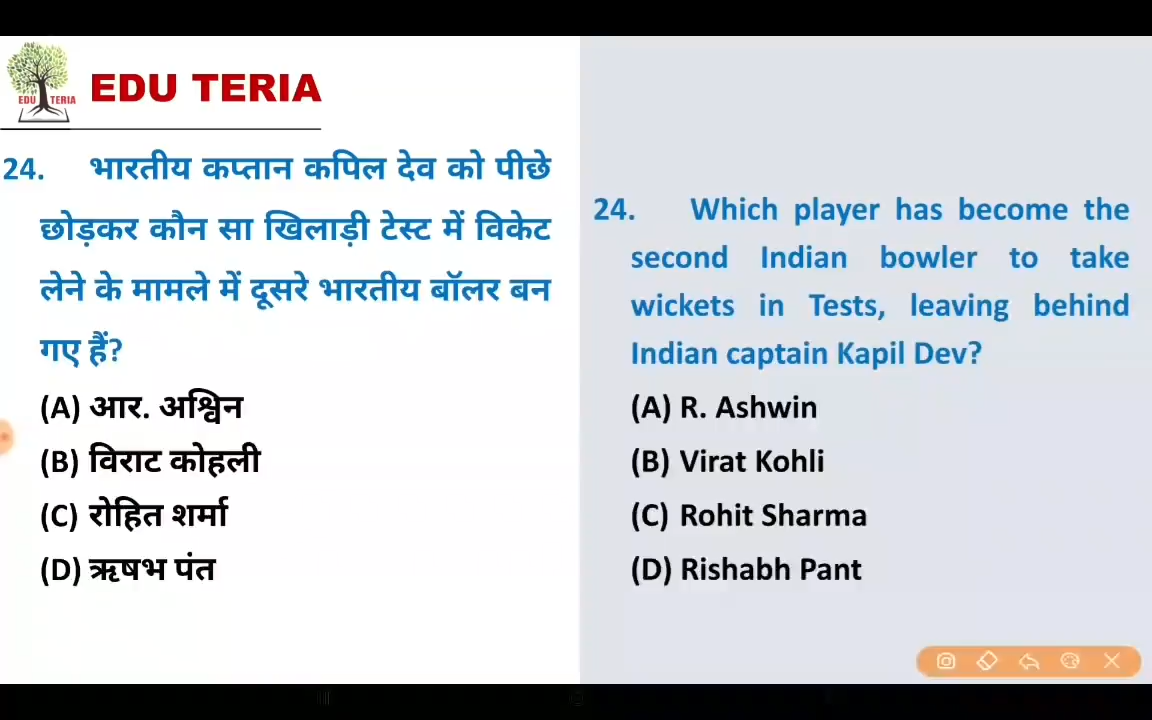 EDU TERIA
EDU TERIA
24. भारतीय कप्तान कपिल देव को पीछे
छोड़कर कौन सा खिलाड़ी टेस्ट में विकेट
लेने के मामले में दूसरे भारतीय बॉलर बन
गए हैं?
(A) आर. अश्विन
(B) विराट कोहली
(C) रोहित शर्मा
(D) ऋषभ पंत
24. Which player has become the
second Indian bowler to take
wickets in Tests, leaving behind
Indian captain Kapil Dev?
(A) R. Ashwin
(B) Virat Kohli
(C) Rohit Sharma
(D) Rishabh Pant